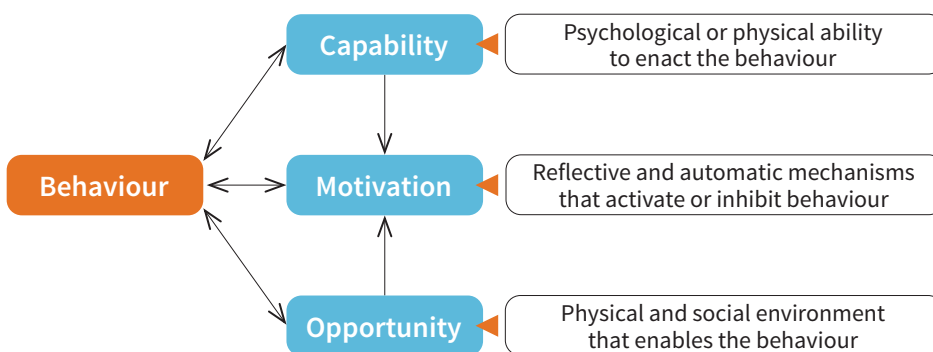 Capability
Psychological or physical ability
to enact the behaviour
Behaviour
Motivation
Reflective and automatic mechanisms
that activate or inhibit behaviour
Opportunity
Physical and social environment
that enables the behaviour